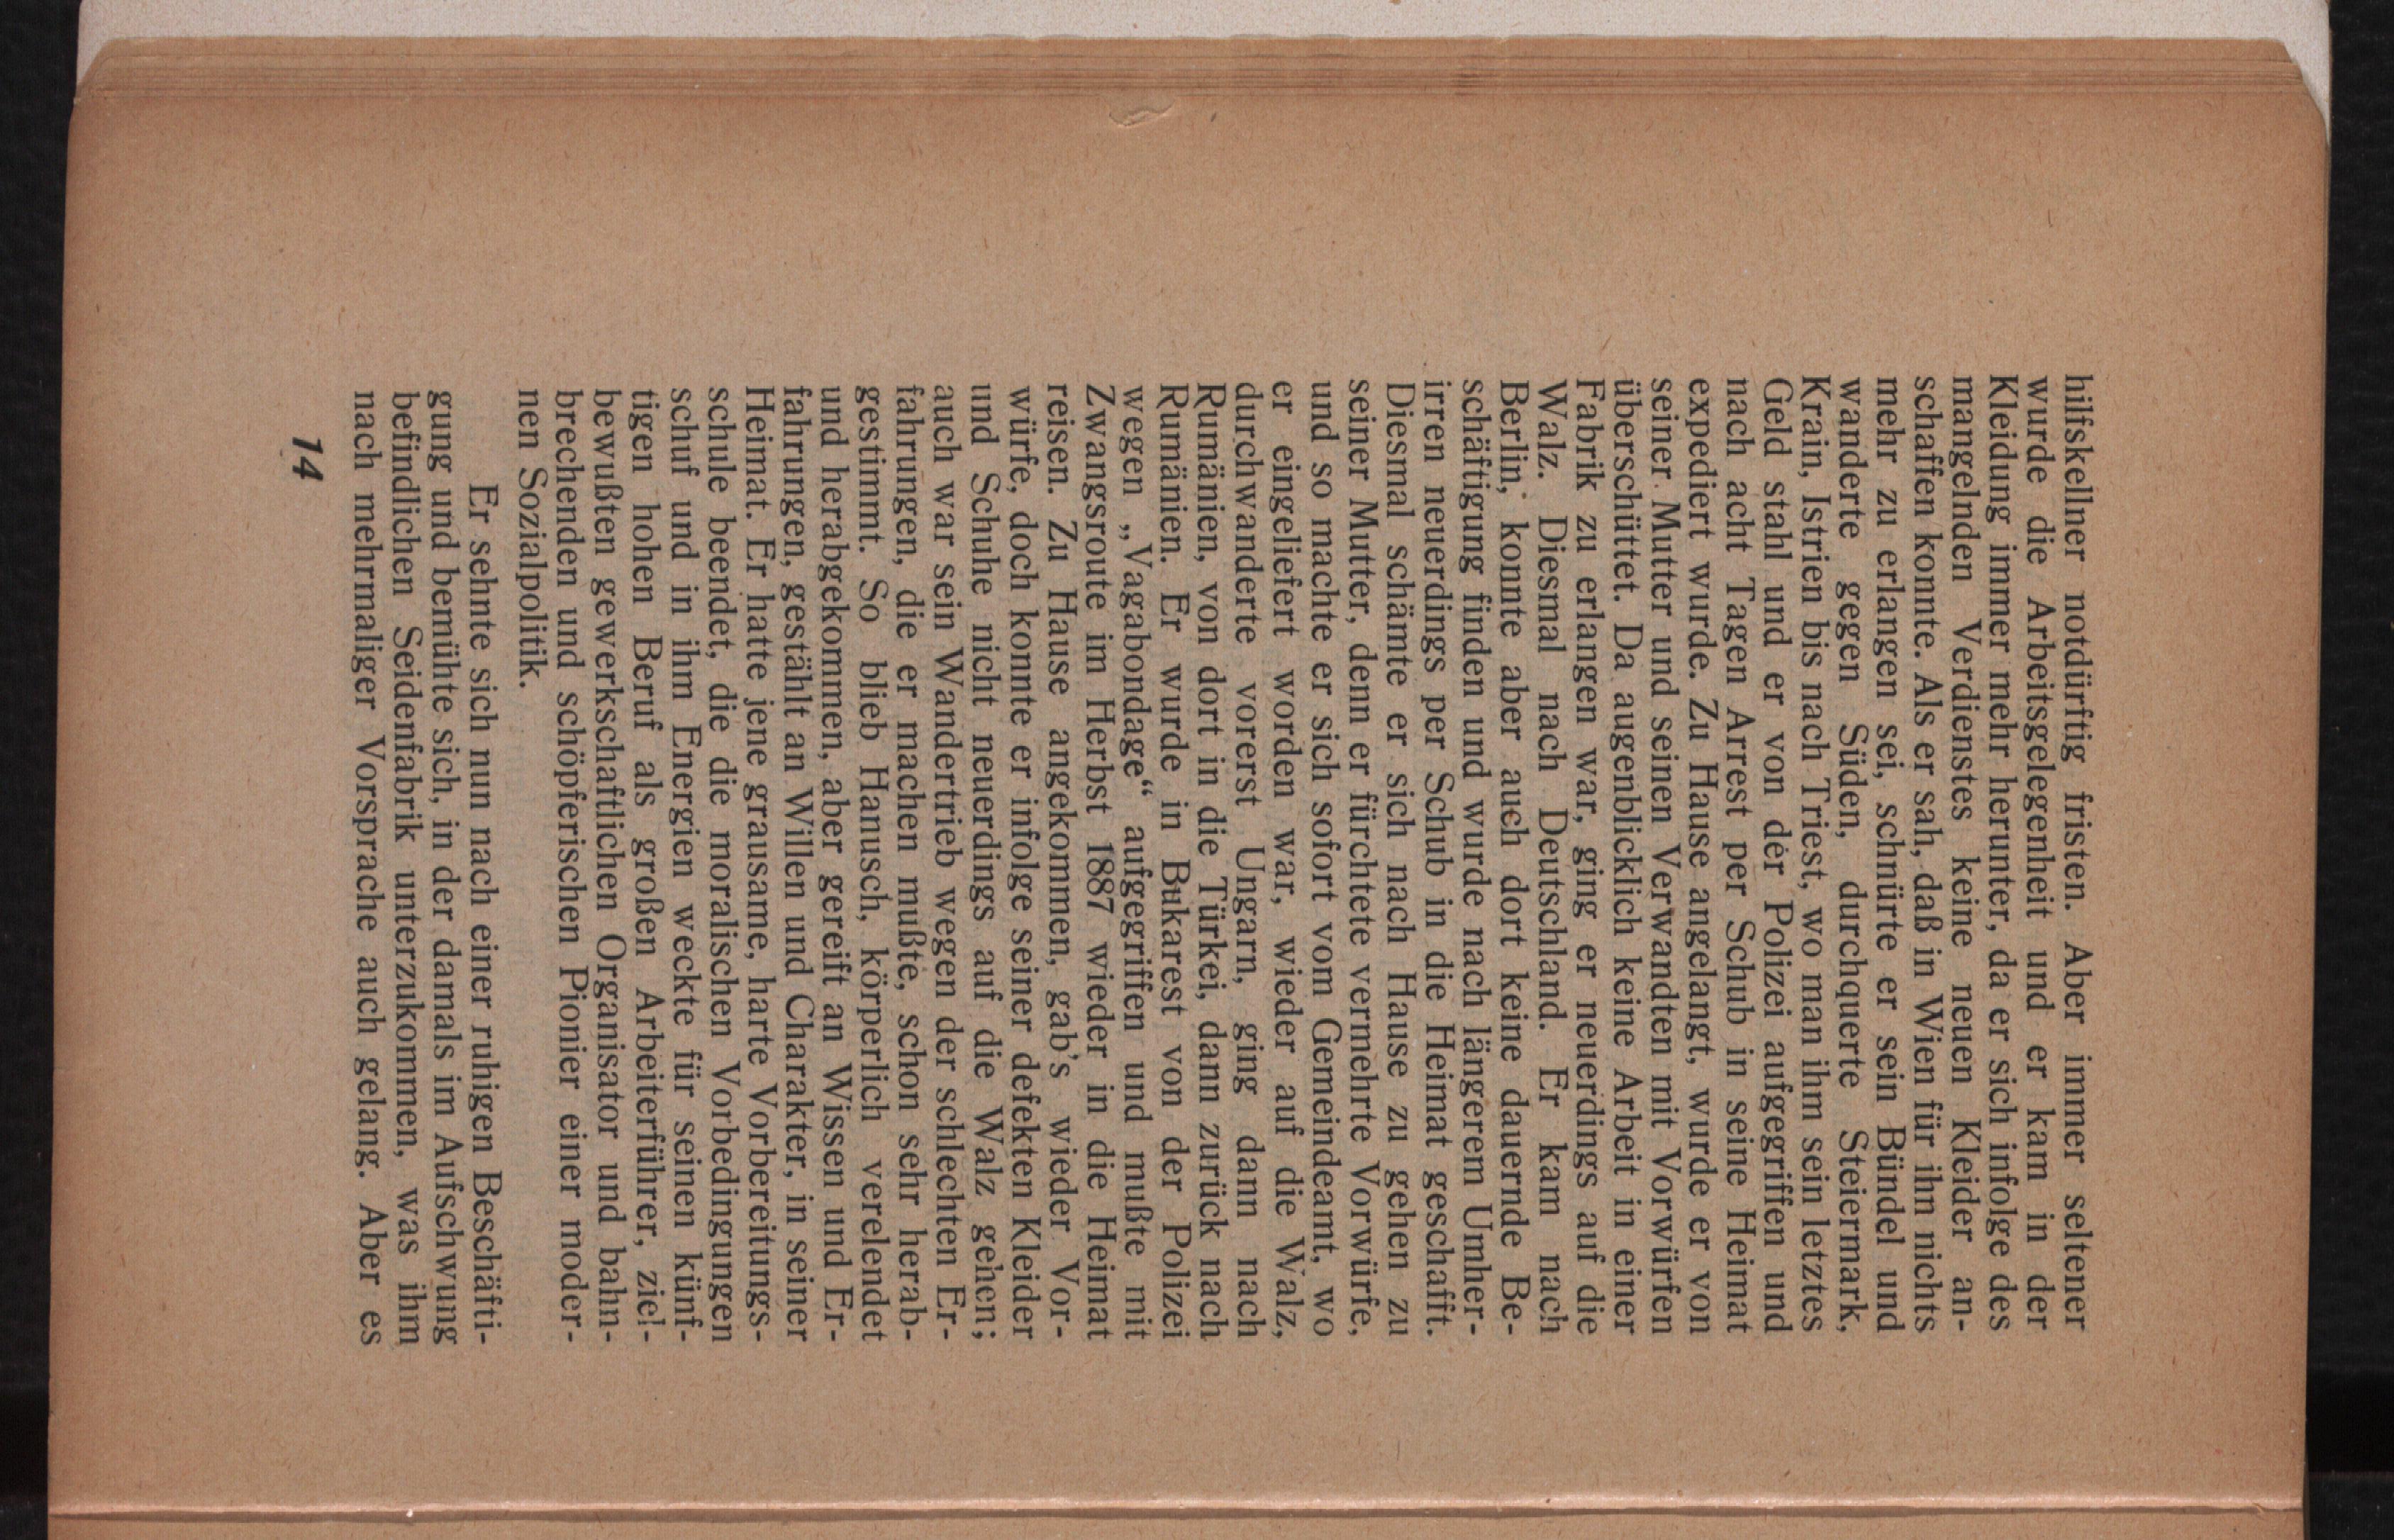 hilfskellner notdürftig fristen. Aber immer seltener
wurde die Arbeitsgelegenheit und er kam in der
Kleidung immer mehr herunter, da er sich infolge des
mangelnden Verdienstes keine neuen Kleider an-
schaffen konnte. Als er sah, daß in Wien für ihn nichts
mehr zu erlangen sei, schnürte er sein Bündel und
wanderte gegen Süden, durchquerte Steiermark,
Krain, Istrien bis nach Triest, wo man ihm sein letztes
Geld stahl und er von der Polizei aufgegriffen und
nach acht Tagen Arrest per Schub in seine Heimat
expediert wurde. Zu Hause angelangt, wurde er von
seiner Mutter und seinen Verwandten mit Vorwürfen
überschüttet. Da augenblicklich keine Arbeit in einer
Fabrik zu erlangen war, ging er neuerdings auf die
Walz. Diesmal nach Deutschland. Er kam nach
Berlin, konnte aber auch dort keine dauernde Be-
schäftigung finden und wurde nach längerem Umher-
irren neuerdings per Schub in die Heimat geschafft.
Diesmal schämte er sich nach Hause zu gehen zu
seiner Mutter, denn er fürchtete vermehrte Vorwürfe,
und so machte er sich sofort vom Gemeindeamt, wo
er eingeliefert worden war, wieder auf die Walz,
durchwanderte vorerst Ungarn, ging dann nach
Rumänien, von dort in die Türkei, dann zurück nach
Rumänien. Er wurde in Bukarest von der Polizei
wegen „Vagabondage“ aufgegriffen und mußte mit
Zwangsroute im Herbst 1887 wieder in die Heimat
reisen. Zu Hause angekommen, gab's wieder Vor-
würfe, doch konnte er infolge seiner defekten Kleider
und Schuhe nicht neuerdings auf die Walz gehen;
auch war sein Wandertrieb wegen der schlechten Er-
fahrungen, die er machen mußte, schon sehr herab-
gestimmt. So blieb Hanusch, körperlich verelendet
und herabgekommen, aber gereift an Wissen und Er-
fahrungen, gestählt an Willen und Charakter, in seiner
Heimat. Er hatte jene grausame, harte Vorbereitungs-
schule beendet, die die moralischen Vorbedingungen
schuf und in ihm Energien weckte für seinen künf-
tigen hohen Beruf als großen Arbeiterführer, ziel-
bewußten gewerkschaftlichen Organisator und bahn-
brechenden und schöpferischen Pionier einer moder-
nen Sozialpolitik.
Er sehnte sich nun nach einer ruhigen Beschäfti-
gung und bemühte sich, in der damals im Aufschwung
befindlichen Seidenfabrik unterzukommen, was ihm
nach mehrmaliger Vorsprache auch gelang. Aber es
14